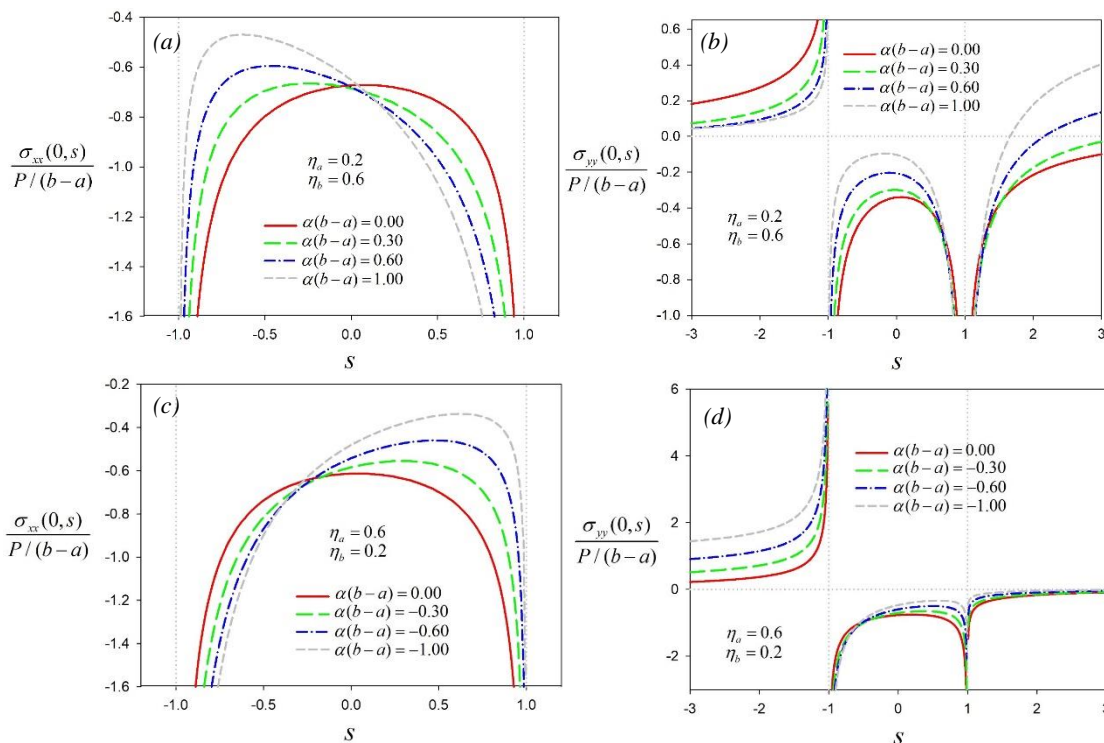 (a)
σxx(0,s)
P/(b−a)
-0.4
-0.6
-0.8
-1.0
-1.2
-1.4
-1.6
ηa = 0.2
ηb = 0.6
α(b−a) = 0.00
α(b−a) = 0.30
α(b−a) = 0.60
α(b−a) = 1.00
-1.0 -0.5 0.0 0.5 1.0
s
(b)
σyy(0,s)
P/(b−a)
0.6
0.4
0.2
0.0
-0.2
-0.4
-0.6
-0.8
-1.0
α(b−a) = 0.00
α(b−a) = 0.30
α(b−a) = 0.60
α(b−a) = 1.00
ηa = 0.2
ηb = 0.6
-3 -2 -1 0 1 2 3
s
(c)
σxx(0,s)
P/(b−a)
-0.2
-0.4
-0.6
-0.8
-1.0
-1.2
-1.4
-1.6
ηa = 0.6
ηb = 0.2
α(b−a) = 0.00
α(b−a) = −0.30
α(b−a) = −0.60
α(b−a) = −1.00
-1.0 -0.5 0.0 0.5 1.0
s
(d)
σyy(0,s)
P/(b−a)
6
4
2
0
-2
α(b−a) = 0.00
α(b−a) = −0.30
α(b−a) = −0.60
α(b−a) = −1.00
ηa = 0.6
ηb = 0.2
-3 -2 -1 0 1 2 3
s